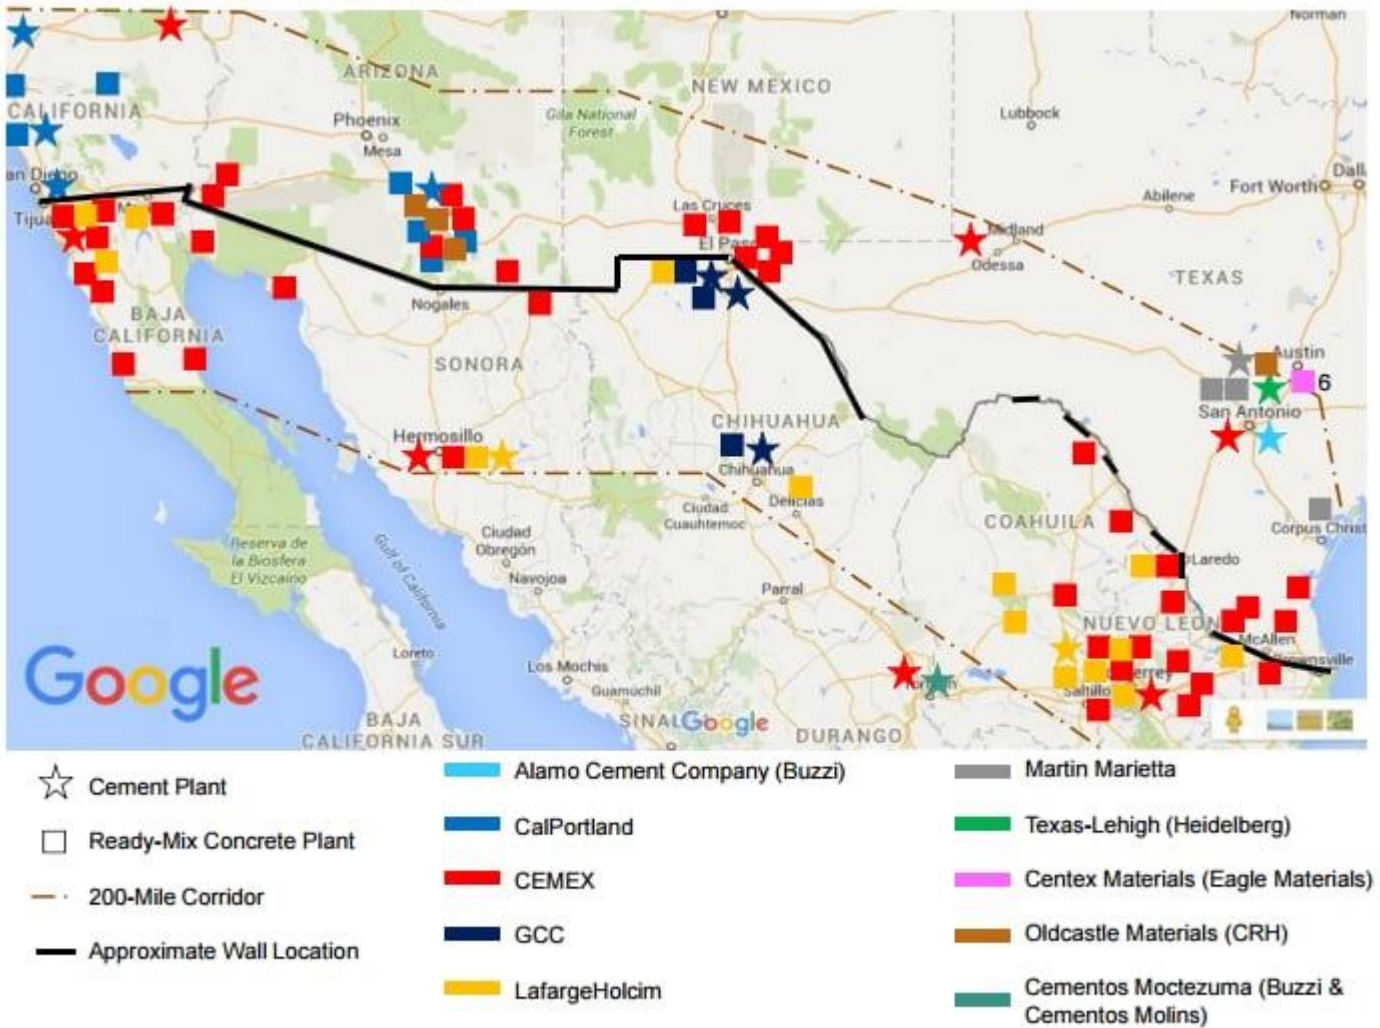 Norman
ARIZONA
NEW MEXICO
CALIFORNIA
Phoenix
Gila National
Forest
Lubbock
Mesa
an Diego
Dall
Fort Worth
Abilene
Las Cruces
Tijua
Midland
El Paso
Odessa
TEXAS
Nogales
BAJA
CALIFORNIA
SONORA
Austin
6
San Antonio
CHIHUAHUA
Hermosillo
Chihuahua
Delicias
Ciudad
Cuauhtemoc
COAHUILA
Corpus Christ
Ciudad
Obregón
Reserva de
la Biosfera
El Vizcaíno
Gulf of California
Navojoa
Laredo
Parral
NUEVO LEON
McAllen
Loreto
Los Mochis
Guamúchil
Saltillo
Google
BAJA
CALIFORNIA SUR
SINAL
Google
DURANGO
Cement Plant
Ready-Mix Concrete Plant
200-Mile Corridor
Approximate Wall Location
Alamo Cement Company (Buzzi)
CalPortland
CEMEX
GCC
LafargeHolcim
Martin Marietta
Texas-Lehigh (Heidelberg)
Centex Materials (Eagle Materials)
Oldcastle Materials (CRH)
Cementos Moctezuma (Buzzi &
Cementos Molins)